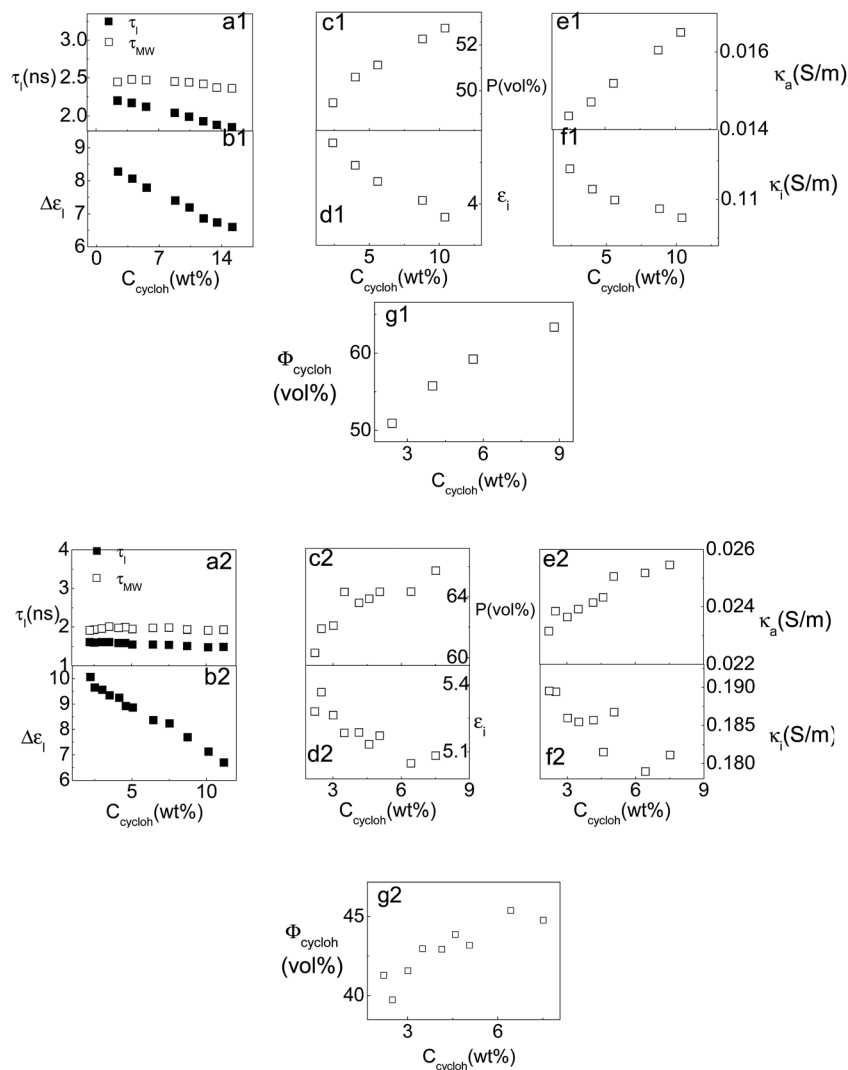 ■ τ_l
□ τ_MW
a1
τ_l(ns)
3.0
2.5
2.0
b1
Δε_l
9
8
7
6
0 7 14
C_cycloh(wt%)
c1
52
50
P(vol%)
d1
4
ε_i
5 10
C_cycloh(wt%)
e1
0.016
0.014
κ_a(S/m)
f1
0.11
κ_i(S/m)
5 10
C_cycloh(wt%)
g1
Φ_cycloh
(vol%)
60
50
3 6 9
C_cycloh(wt%)
■ τ_l
□ τ_MW
a2
τ_l(ns)
4
3
2
1
b2
Δε_l
10
9
8
7
6
5 10
C_cycloh(wt%)
c2
64
60
P(vol%)
d2
5.4
5.1
ε_i
3 6 9
C_cycloh(wt%)
e2
0.026
0.024
0.022
κ_a(S/m)
f2
0.190
0.185
0.180
κ_i(S/m)
3 6 9
C_cycloh(wt%)
g2
Φ_cycloh
(vol%)
45
40
3 6
C_cycloh(wt%)